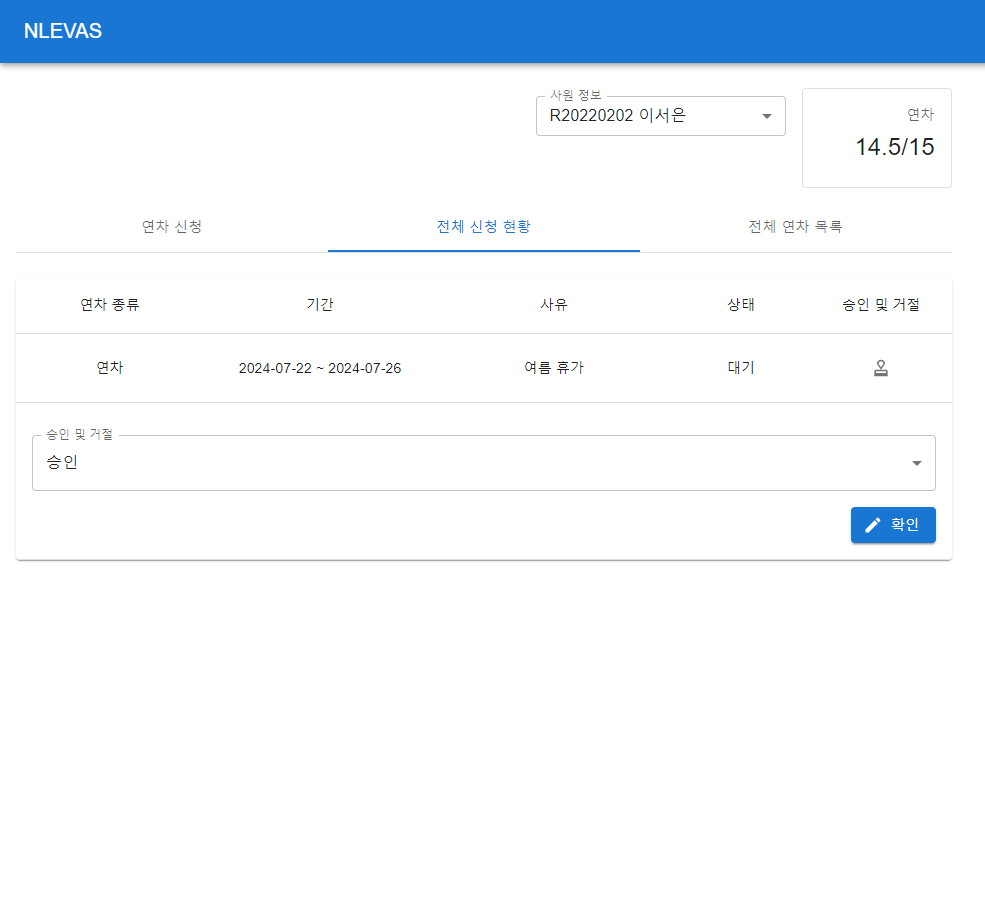 NLEVAS
사원 정보
R20220202 이서은
연차
14.5/15
연차 신청 전체 신청 현황 전체 연차 목록
연차 종류 기간 사유 상태 승인 및 거절
연차 2024-07-22 ~ 2024-07-26 여름 휴가 대기
승인 및 거절
승인
확인